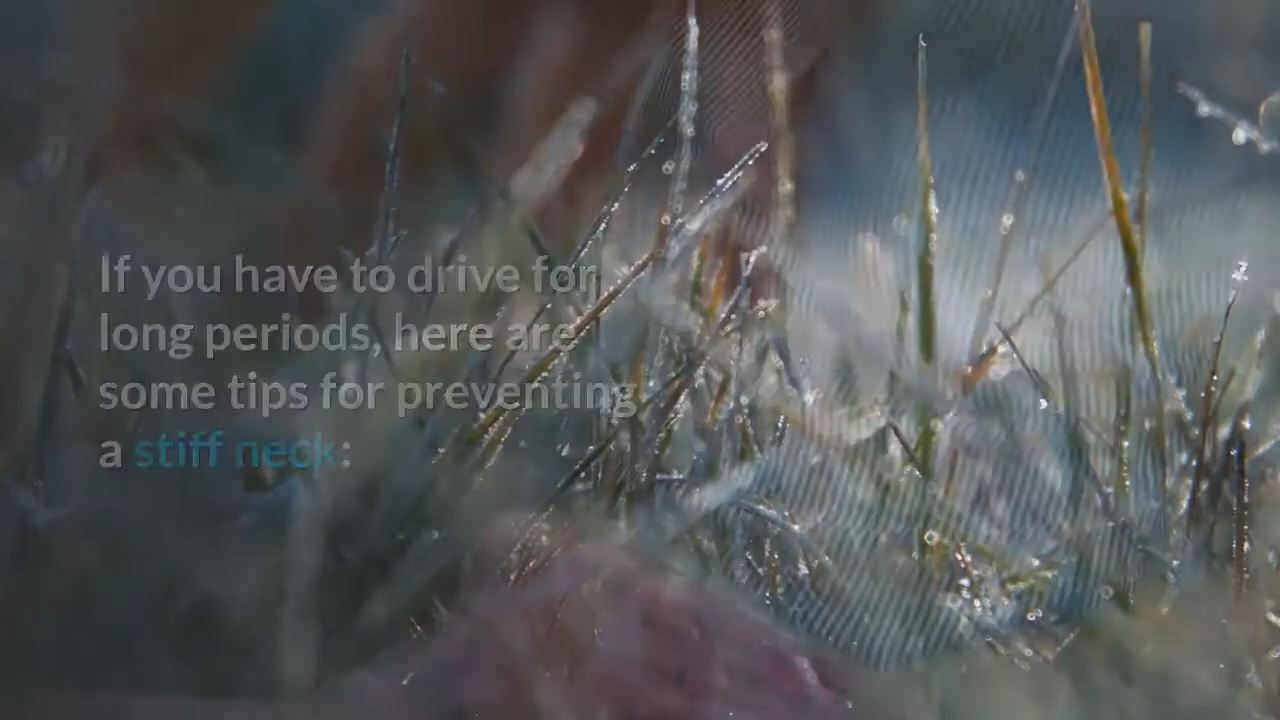 If you have to drive for
long periods, here are
some tips for preventing
a stiff neck: